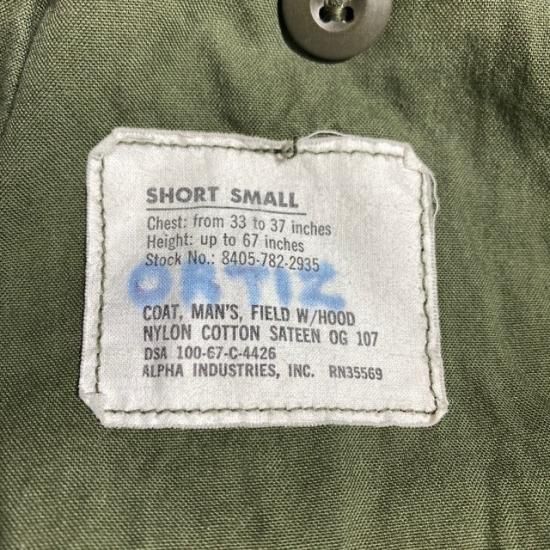 SHORT SMALL
Chest: from 33 to 37 inches
Height: up to 67 inches
Stock No.: 8405-782-2935
ORTIZ
COAT, MAN'S, FIELD W/HOOD
NYLON COTTON SATEEN OG 107
DSA 100-67-C-4426
ALPHA INDUSTRIES, INC. RN35569